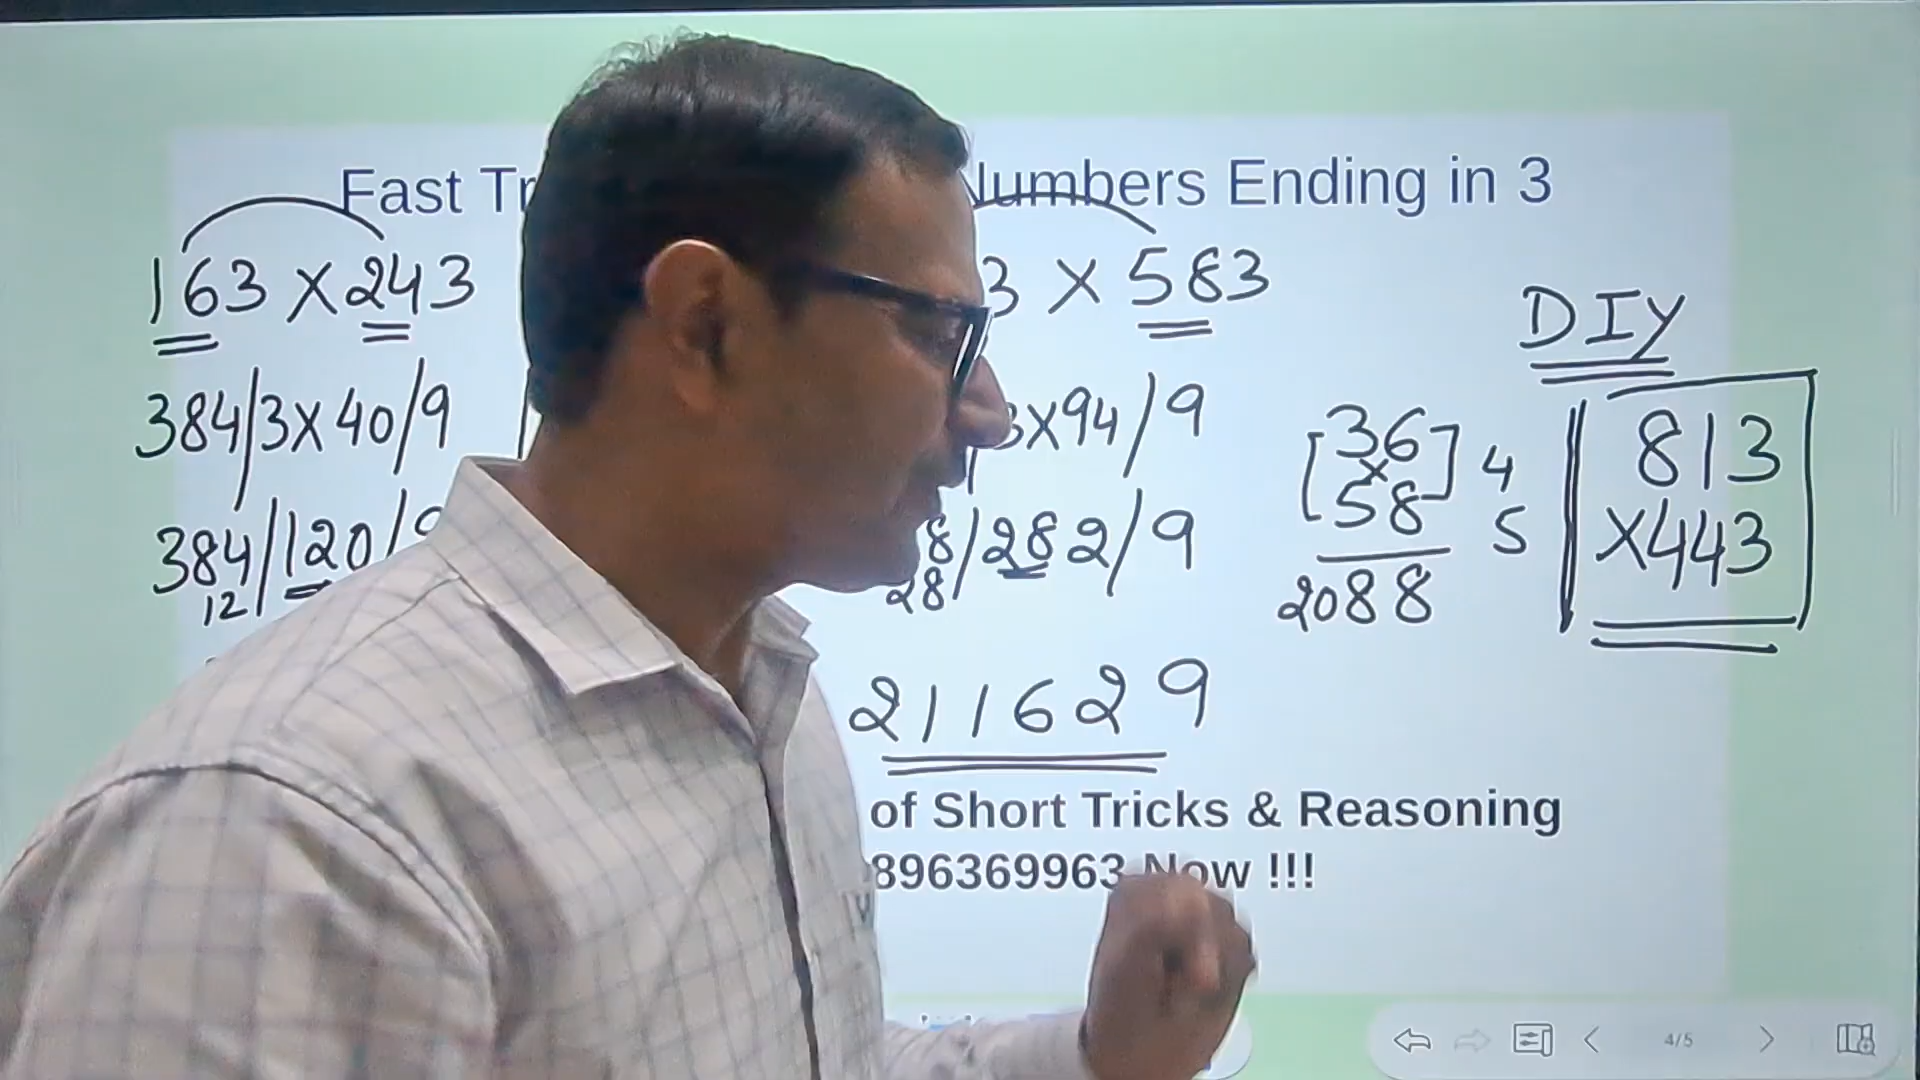 Fast Numbers Ending in 3
163 X 243
3 X 583
DIY
384/3X40/9
3X94/9
[36 X 58] 4 5
2088
813
X443
384/120/9
12
8/282/9
28
211629
of Short Tricks & Reasoning
896369963 Now !!!
4/5